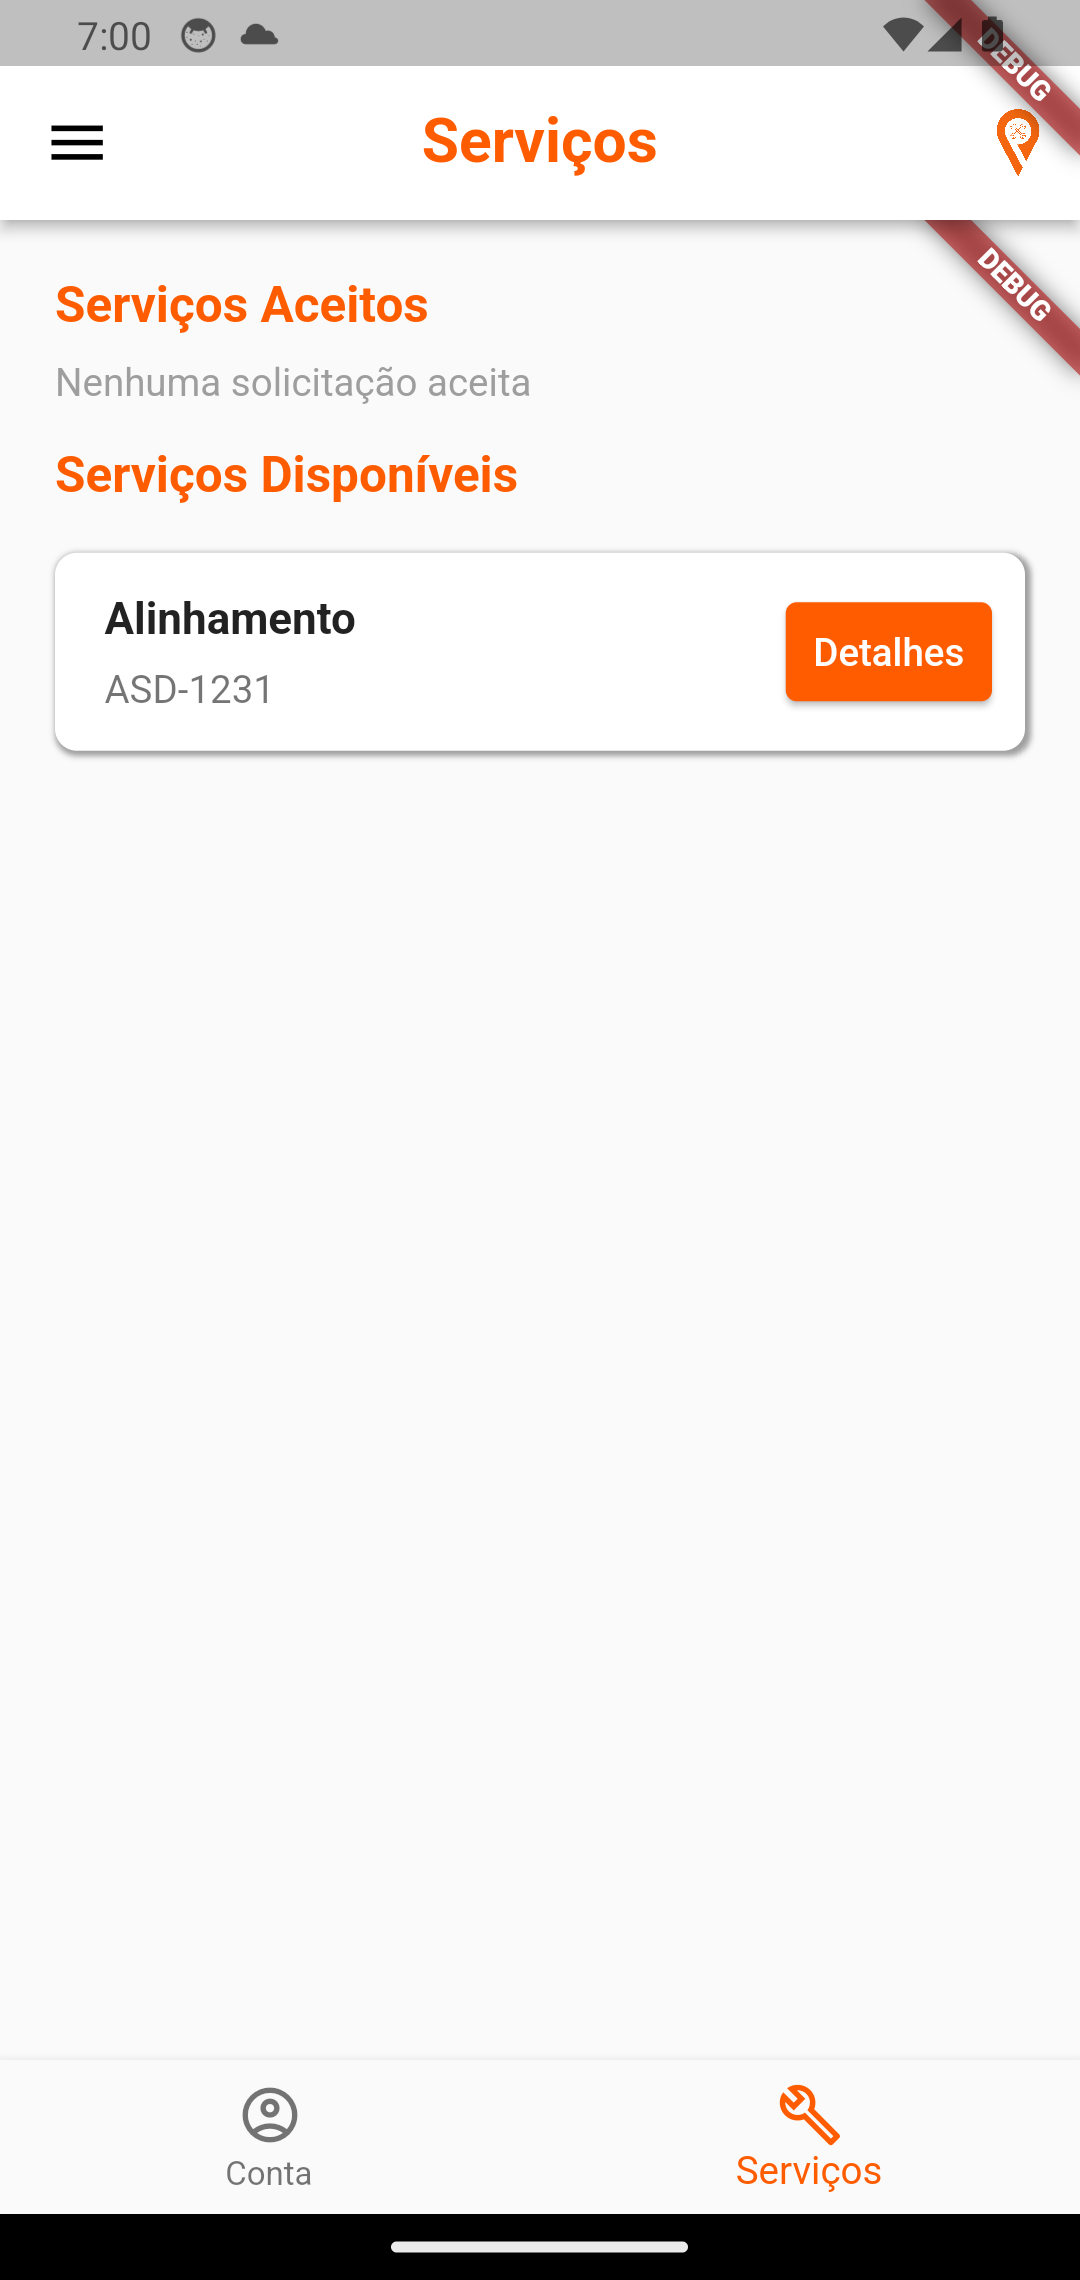 7:00
DEBUG
Serviços
DEBUG
Serviços Aceitos
Nenhuma solicitação aceita
Serviços Disponíveis
Alinhamento
ASD-1231
Detalhes
Conta
Serviços